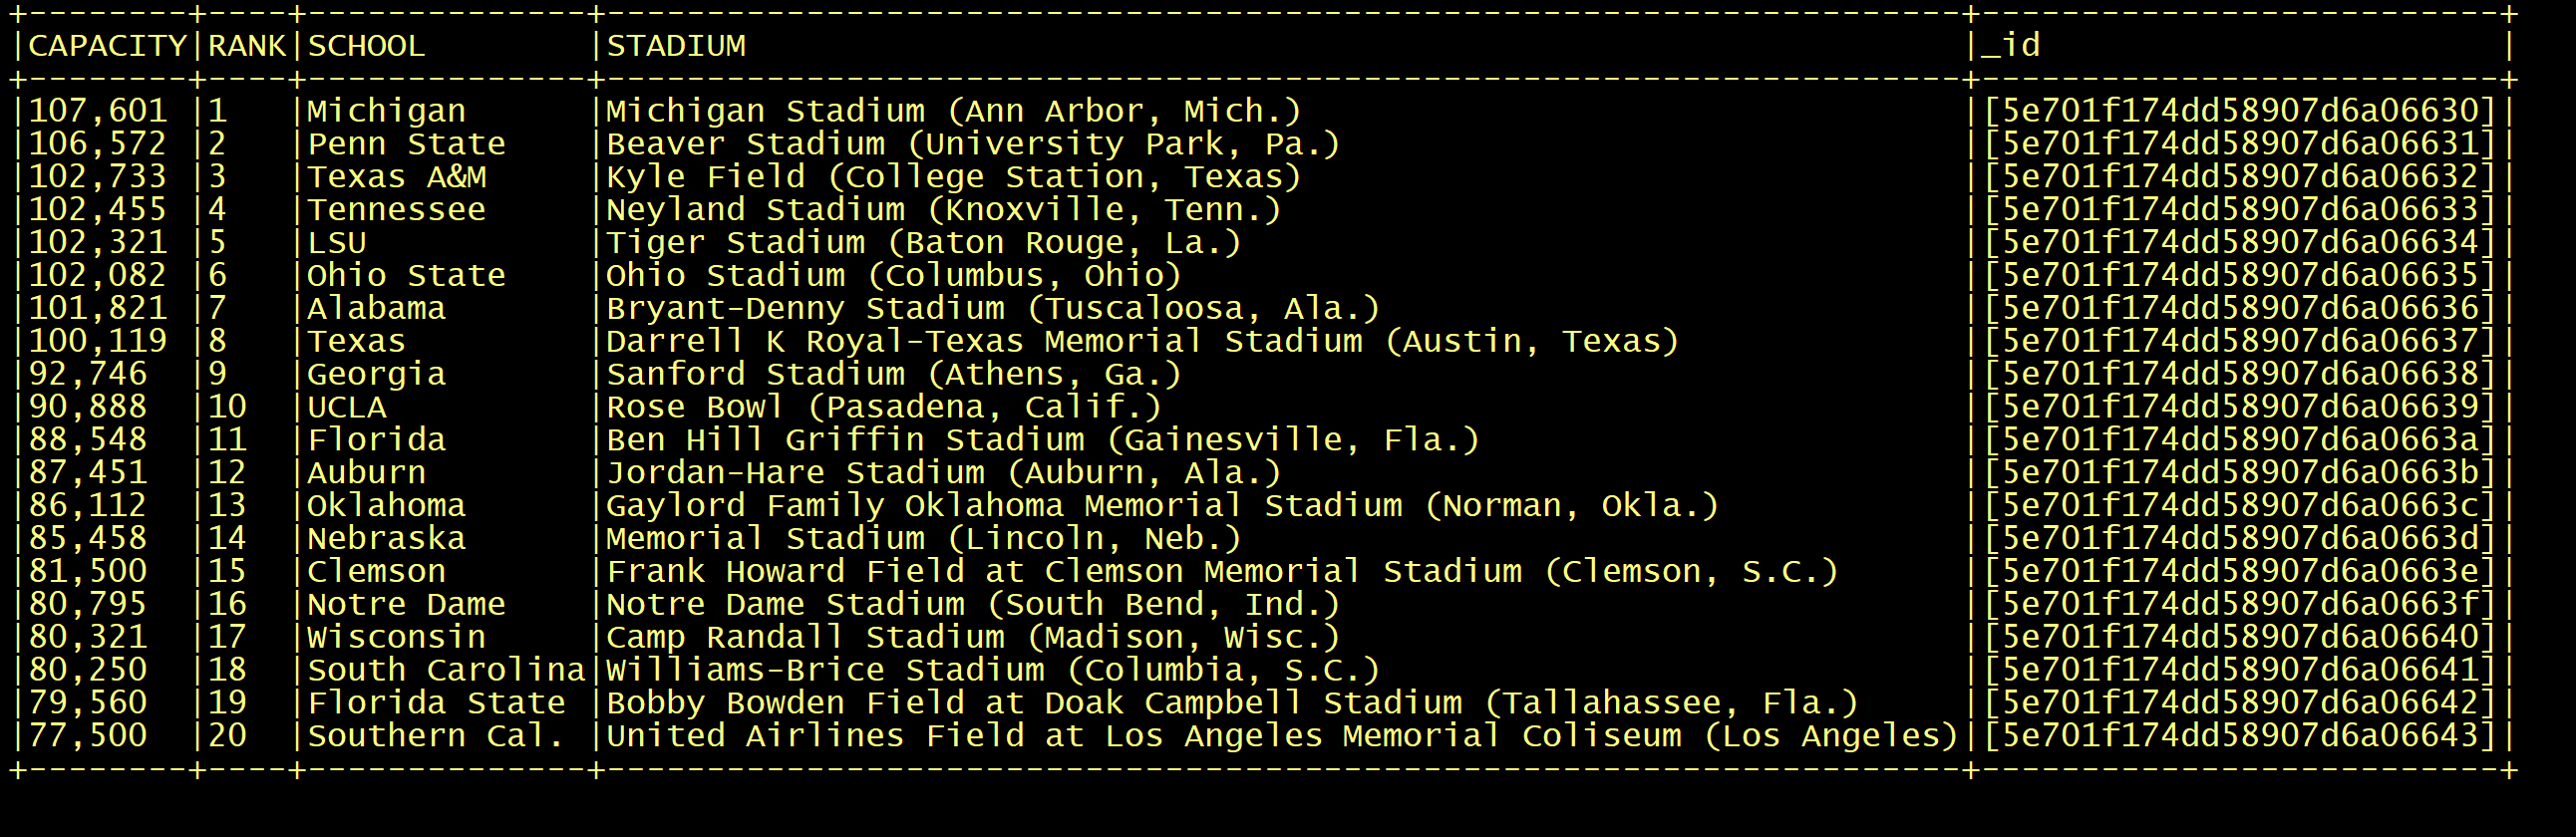 +--------+----+--------------+--------------------------------------------------------------------+--------------------------+
|CAPACITY|RANK|SCHOOL        |STADIUM                                                             |_id                       |
+--------+----+--------------+--------------------------------------------------------------------+--------------------------+
|107,601 |1   |Michigan      |Michigan Stadium (Ann Arbor, Mich.)                                 |[5e701f174dd58907d6a06630]|
|106,572 |2   |Penn State    |Beaver Stadium (University Park, Pa.)                               |[5e701f174dd58907d6a06631]|
|102,733 |3   |Texas A&M     |Kyle Field (College Station, Texas)                                 |[5e701f174dd58907d6a06632]|
|102,455 |4   |Tennessee     |Neyland Stadium (Knoxville, Tenn.)                                  |[5e701f174dd58907d6a06633]|
|102,321 |5   |LSU           |Tiger Stadium (Baton Rouge, La.)                                    |[5e701f174dd58907d6a06634]|
|102,082 |6   |Ohio State    |Ohio Stadium (Columbus, Ohio)                                       |[5e701f174dd58907d6a06635]|
|101,821 |7   |Alabama       |Bryant-Denny Stadium (Tuscaloosa, Ala.)                             |[5e701f174dd58907d6a06636]|
|100,119 |8   |Texas         |Darrell K Royal-Texas Memorial Stadium (Austin, Texas)              |[5e701f174dd58907d6a06637]|
|92,746  |9   |Georgia       |Sanford Stadium (Athens, Ga.)                                       |[5e701f174dd58907d6a06638]|
|90,888  |10  |UCLA          |Rose Bowl (Pasadena, Calif.)                                        |[5e701f174dd58907d6a06639]|
|88,548  |11  |Florida       |Ben Hill Griffin Stadium (Gainesville, Fla.)                        |[5e701f174dd58907d6a0663a]|
|87,451  |12  |Auburn        |Jordan-Hare Stadium (Auburn, Ala.)                                  |[5e701f174dd58907d6a0663b]|
|86,112  |13  |Oklahoma      |Gaylord Family Oklahoma Memorial Stadium (Norman, Okla.)            |[5e701f174dd58907d6a0663c]|
|85,458  |14  |Nebraska      |Memorial Stadium (Lincoln, Neb.)                                    |[5e701f174dd58907d6a0663d]|
|81,500  |15  |Clemson       |Frank Howard Field at Clemson Memorial Stadium (Clemson, S.C.)      |[5e701f174dd58907d6a0663e]|
|80,795  |16  |Notre Dame    |Notre Dame Stadium (South Bend, Ind.)                               |[5e701f174dd58907d6a0663f]|
|80,321  |17  |Wisconsin     |Camp Randall Stadium (Madison, Wisc.)                               |[5e701f174dd58907d6a06640]|
|80,250  |18  |South Carolina|Williams-Brice Stadium (Columbia, S.C.)                             |[5e701f174dd58907d6a06641]|
|79,560  |19  |Florida State |Bobby Bowden Field at Doak Campbell Stadium (Tallahassee, Fla.)     |[5e701f174dd58907d6a06642]|
|77,500  |20  |Southern Cal. |United Airlines Field at Los Angeles Memorial Coliseum (Los Angeles)|[5e701f174dd58907d6a06643]|
+--------+----+--------------+--------------------------------------------------------------------+--------------------------+